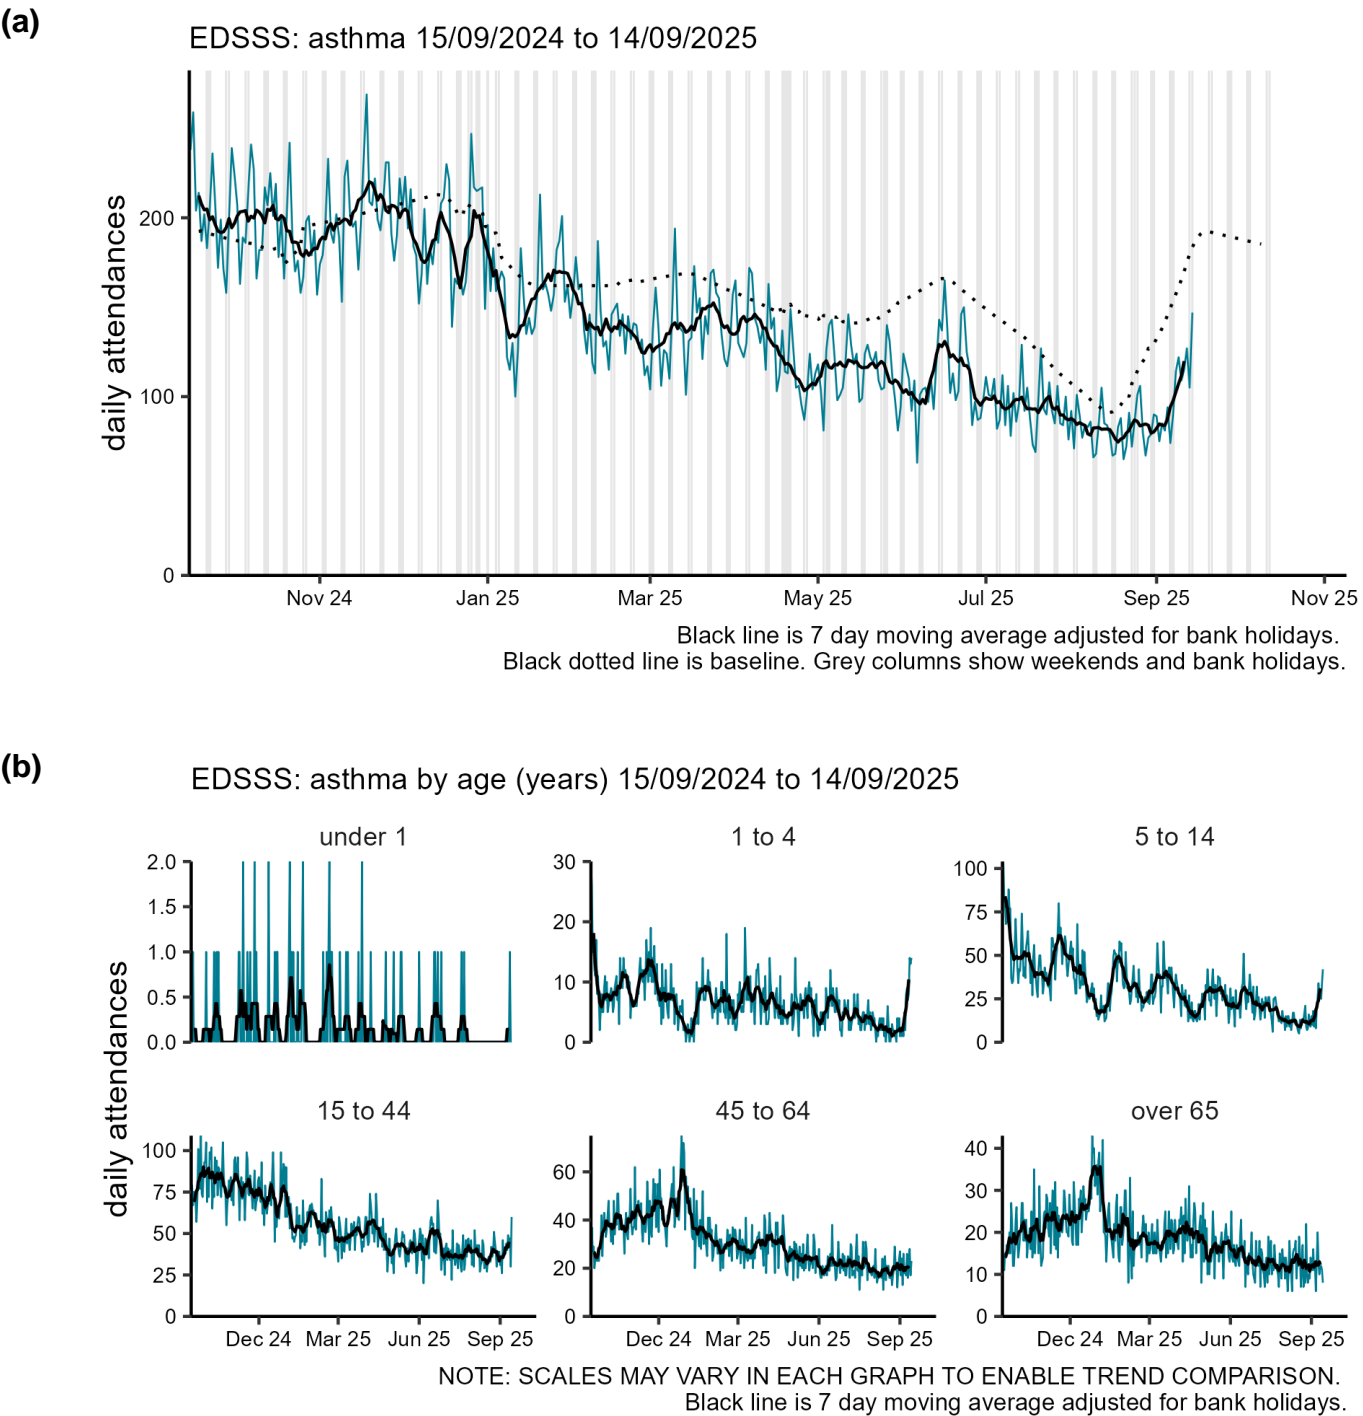 (a)
EDSSS: asthma 15/09/2024 to 14/09/2025
daily attendances
200
100
0
Nov 24 Jan 25 Mar 25 May 25 Jul 25 Sep 25 Nov 25
Black line is 7 day moving average adjusted for bank holidays.
Black dotted line is baseline. Grey columns show weekends and bank holidays.
(b)
EDSSS: asthma by age (years) 15/09/2024 to 14/09/2025
daily attendances
under 1
2.0
1.5
1.0
0.5
0.0
1 to 4
30
20
10
0
5 to 14
100
75
50
25
0
15 to 44
100
75
50
25
0
Dec 24 Mar 25 Jun 25 Sep 25
45 to 64
60
40
20
0
Dec 24 Mar 25 Jun 25 Sep 25
over 65
40
30
20
10
0
Dec 24 Mar 25 Jun 25 Sep 25
NOTE: SCALES MAY VARY IN EACH GRAPH TO ENABLE TREND COMPARISON.
Black line is 7 day moving average adjusted for bank holidays.